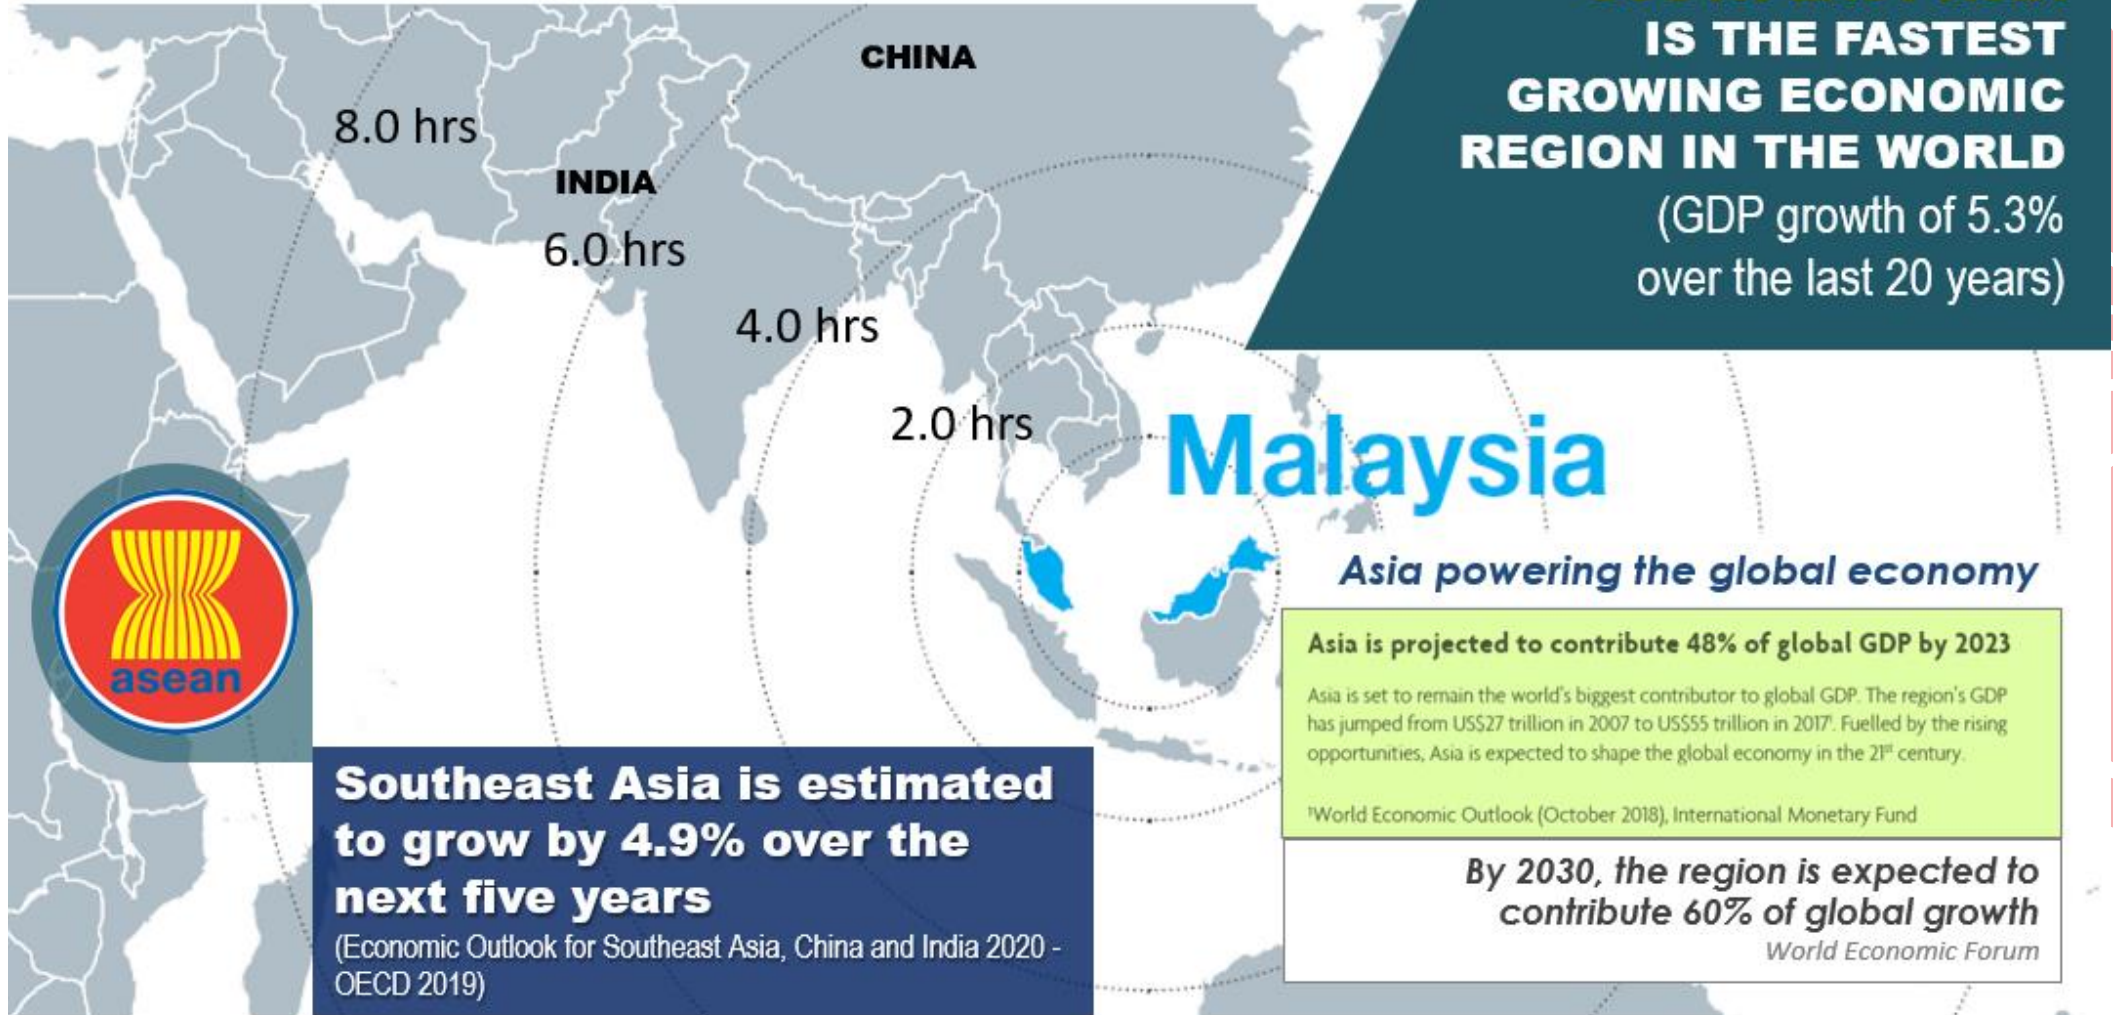 IS THE FASTEST
GROWING ECONOMIC
REGION IN THE WORLD
(GDP growth of 5.3%
over the last 20 years)
CHINA
8.0 hrs
INDIA
6.0 hrs
4.0 hrs
2.0 hrs
Malaysia
asean
Asia powering the global economy
Asia is projected to contribute 48% of global GDP by 2023
Asia is set to remain the world's biggest contributor to global GDP. The region's GDP
has jumped from US$27 trillion in 2007 to US$55 trillion in 2017¹. Fuelled by the rising
opportunities, Asia is expected to shape the global economy in the 21st century.
¹World Economic Outlook (October 2018), International Monetary Fund
By 2030, the region is expected to
contribute 60% of global growth
World Economic Forum
Southeast Asia is estimated
to grow by 4.9% over the
next five years
(Economic Outlook for Southeast Asia, China and India 2020 -
OECD 2019)